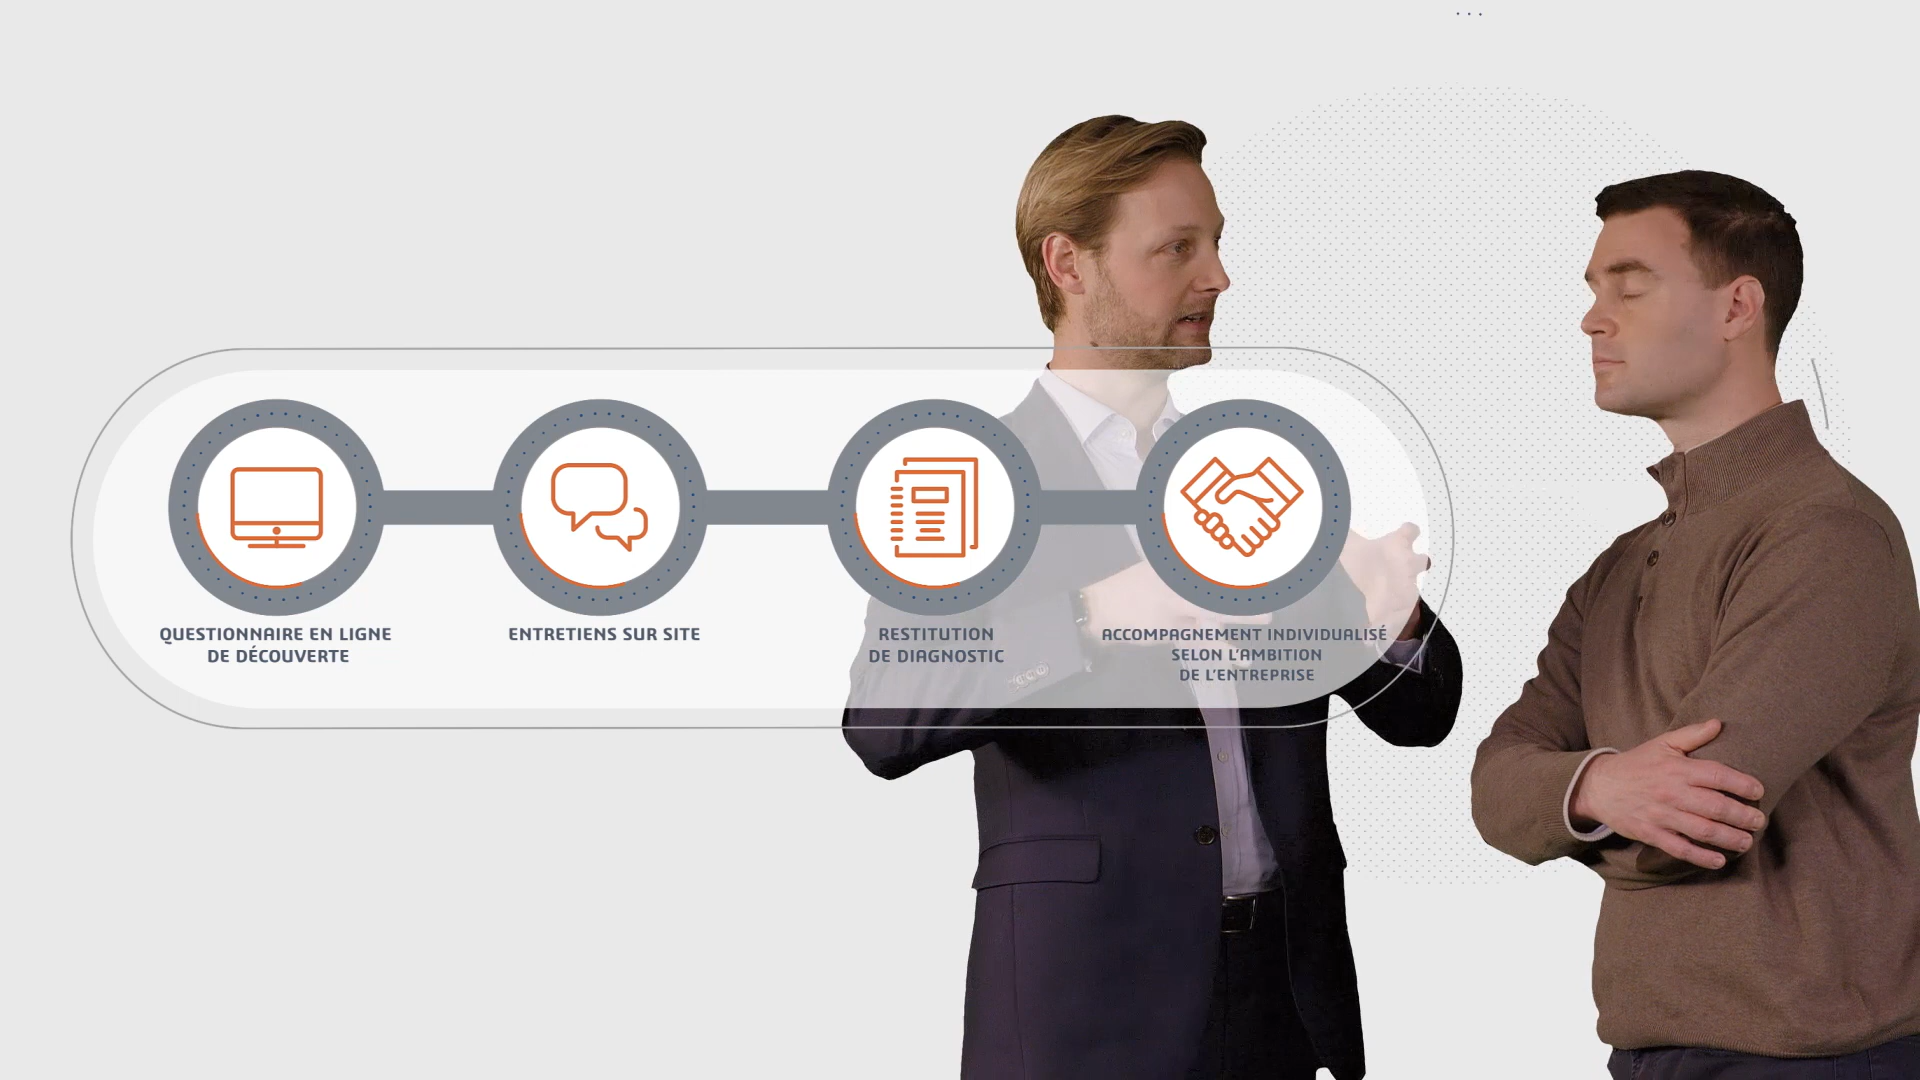 QUESTIONNAIRE EN LIGNE
DE DÉCOUVERTE
ENTRETIENS SUR SITE
RESTITUTION
DE DIAGNOSTIC
ACCOMPAGNEMENT INDIVIDUALISÉ
SELON L'AMBITION
DE L'ENTREPRISE